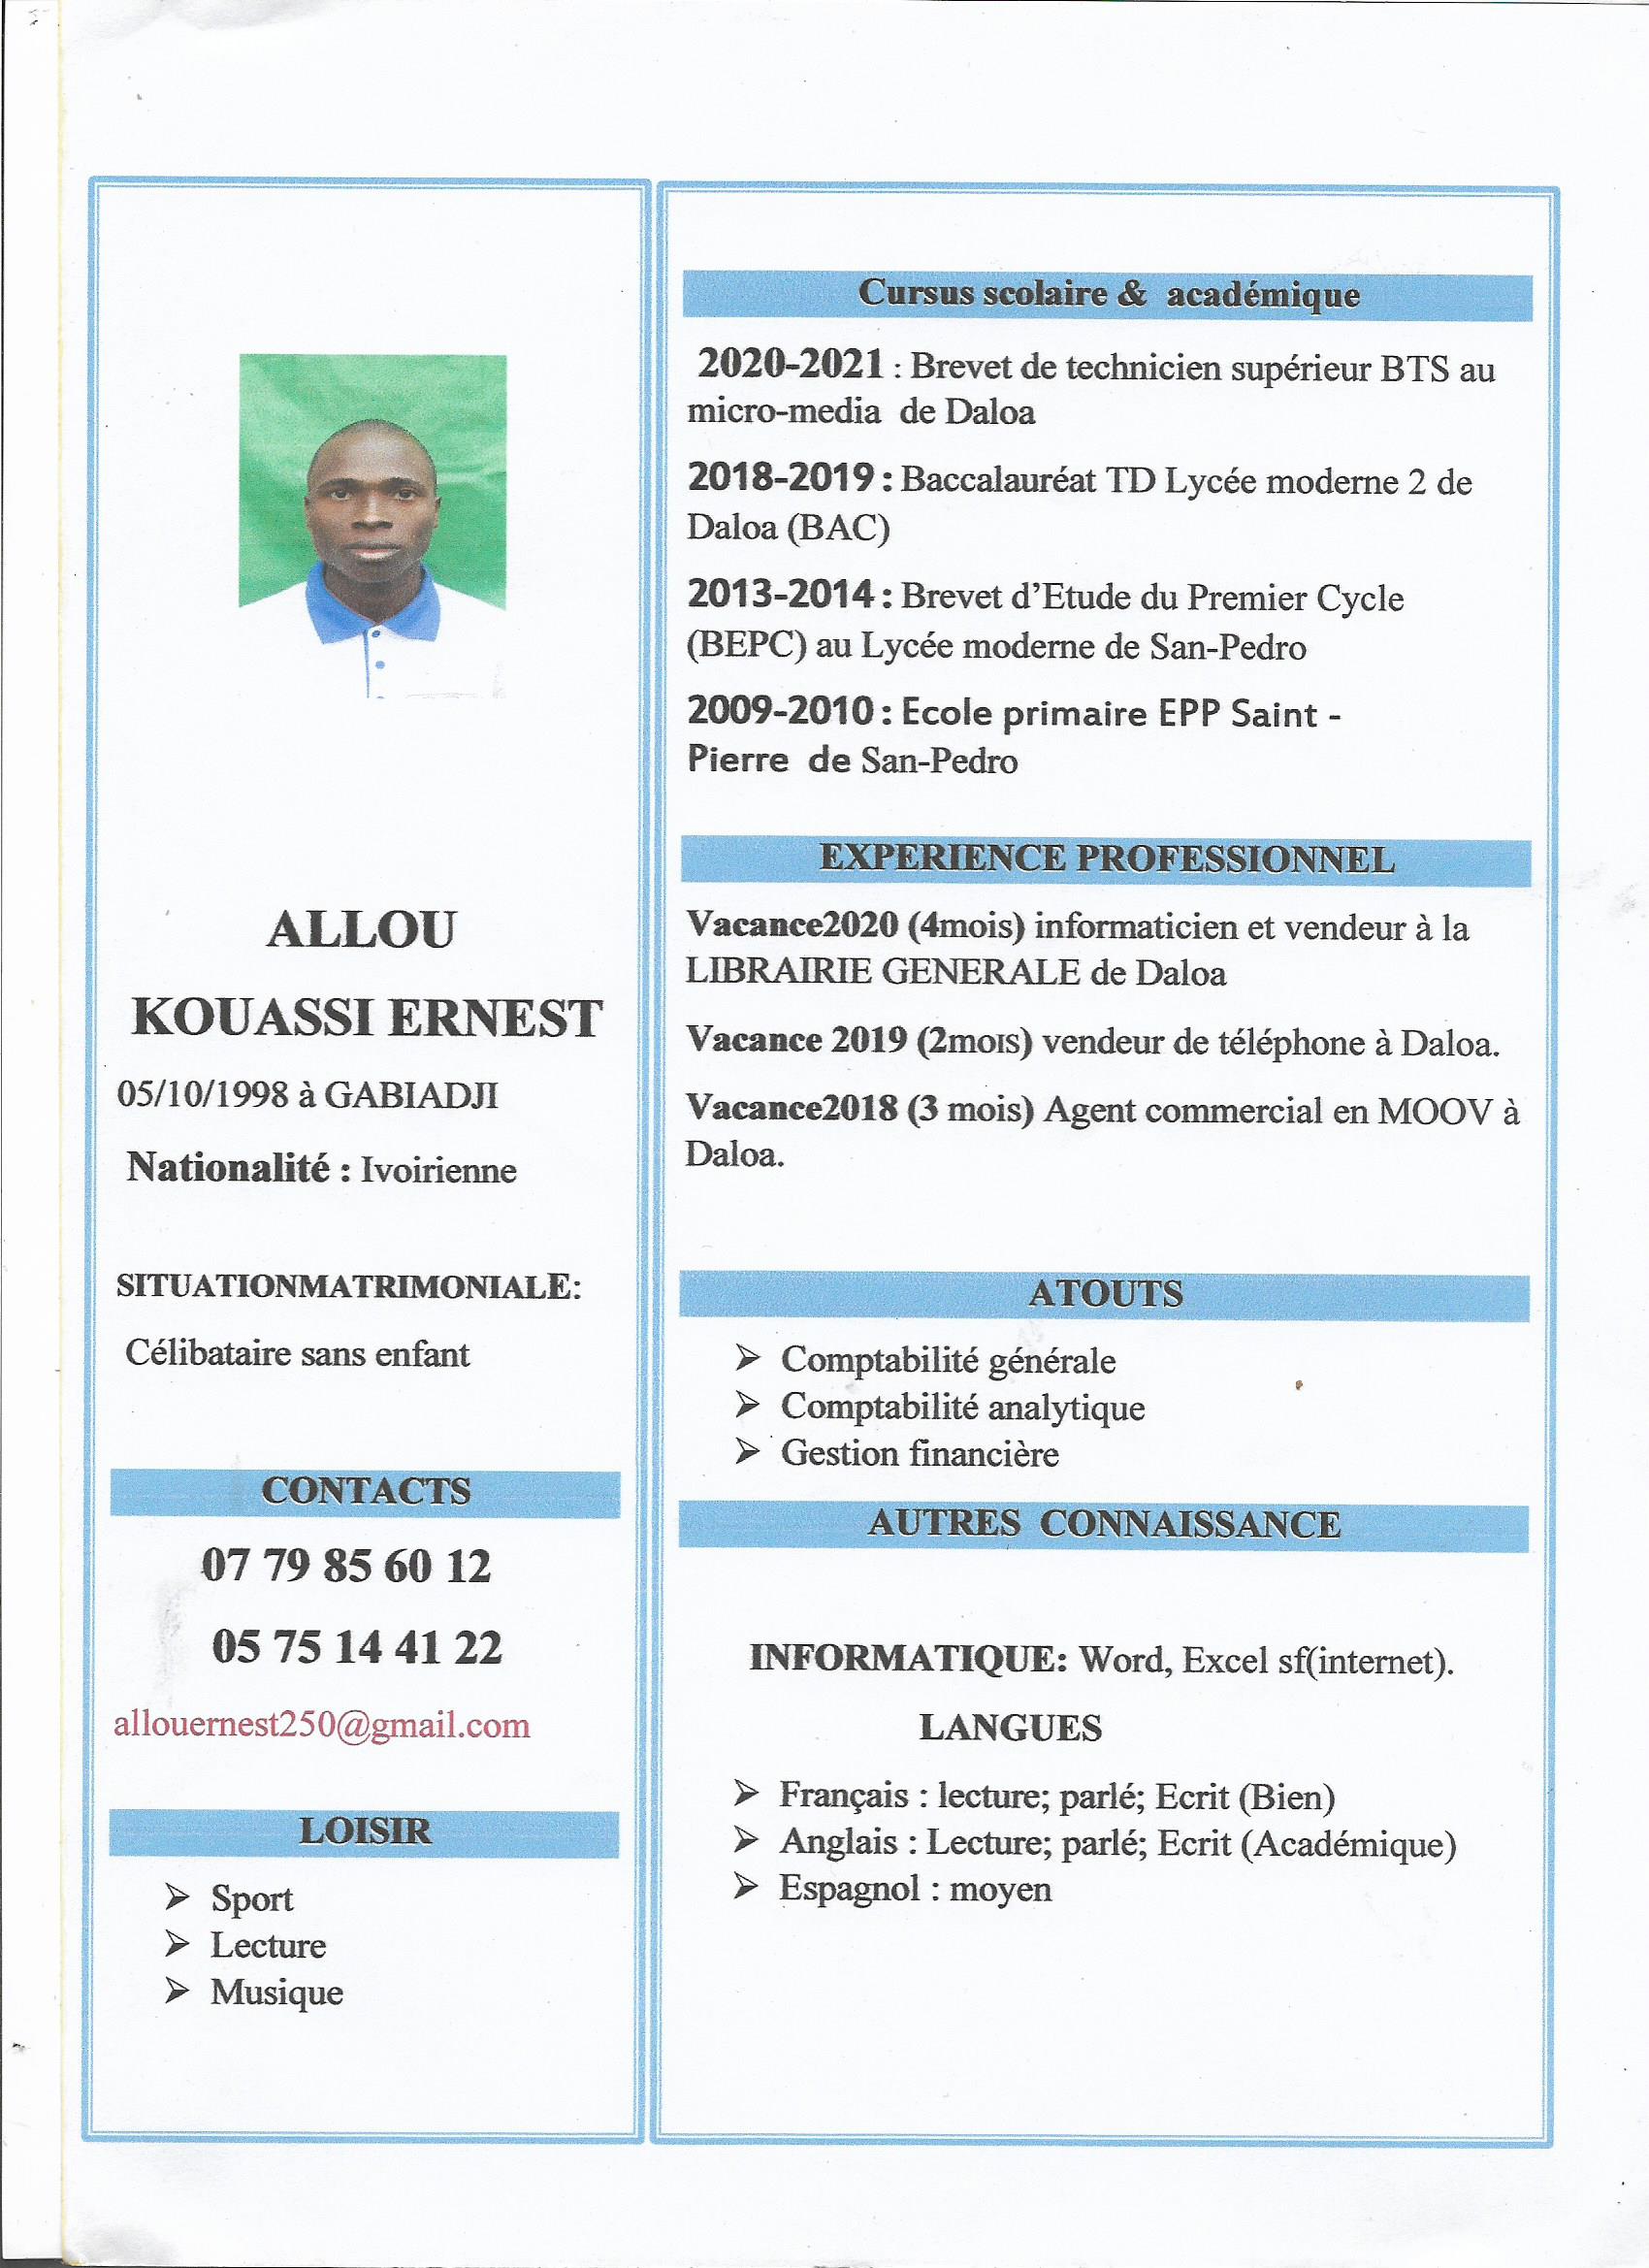 ALLOU
KOUASSI ERNEST
05/10/1998 à GABIADJI
Nationalité : Ivoirienne
SITUATIONMATRIMONIALE:
Célibataire sans enfant
CONTACTS
07 79 85 60 12
05 75 14 41 22
allouernest250@gmail.com
LOISIR
➢ Sport
➢ Lecture
➢ Musique
Cursus scolaire & académique
2020-2021 : Brevet de technicien supérieur BTS au
micro-media de Daloa
2018-2019 : Baccalauréat TD Lycée moderne 2 de
Daloa (BAC)
2013-2014 : Brevet d'Etude du Premier Cycle
(BEPC) au Lycée moderne de San-Pedro
2009-2010 : Ecole primaire EPP Saint -
Pierre de San-Pedro
EXPERIENCE PROFESSIONNEL
Vacance2020 (4mois) informaticien et vendeur à la
LIBRAIRIE GENERALE de Daloa
Vacance 2019 (2mois) vendeur de téléphone à Daloa.
Vacance2018 (3 mois) Agent commercial en MOOV à
Daloa.
ATOUTS
➢ Comptabilité générale
➢ Comptabilité analytique
➢ Gestion financière
AUTRES CONNAISSANCE
INFORMATIQUE: Word, Excel sf(internet).
LANGUES
➢ Français : lecture; parlé; Ecrit (Bien)
➢ Anglais : Lecture; parlé; Ecrit (Académique)
➢ Espagnol : moyen